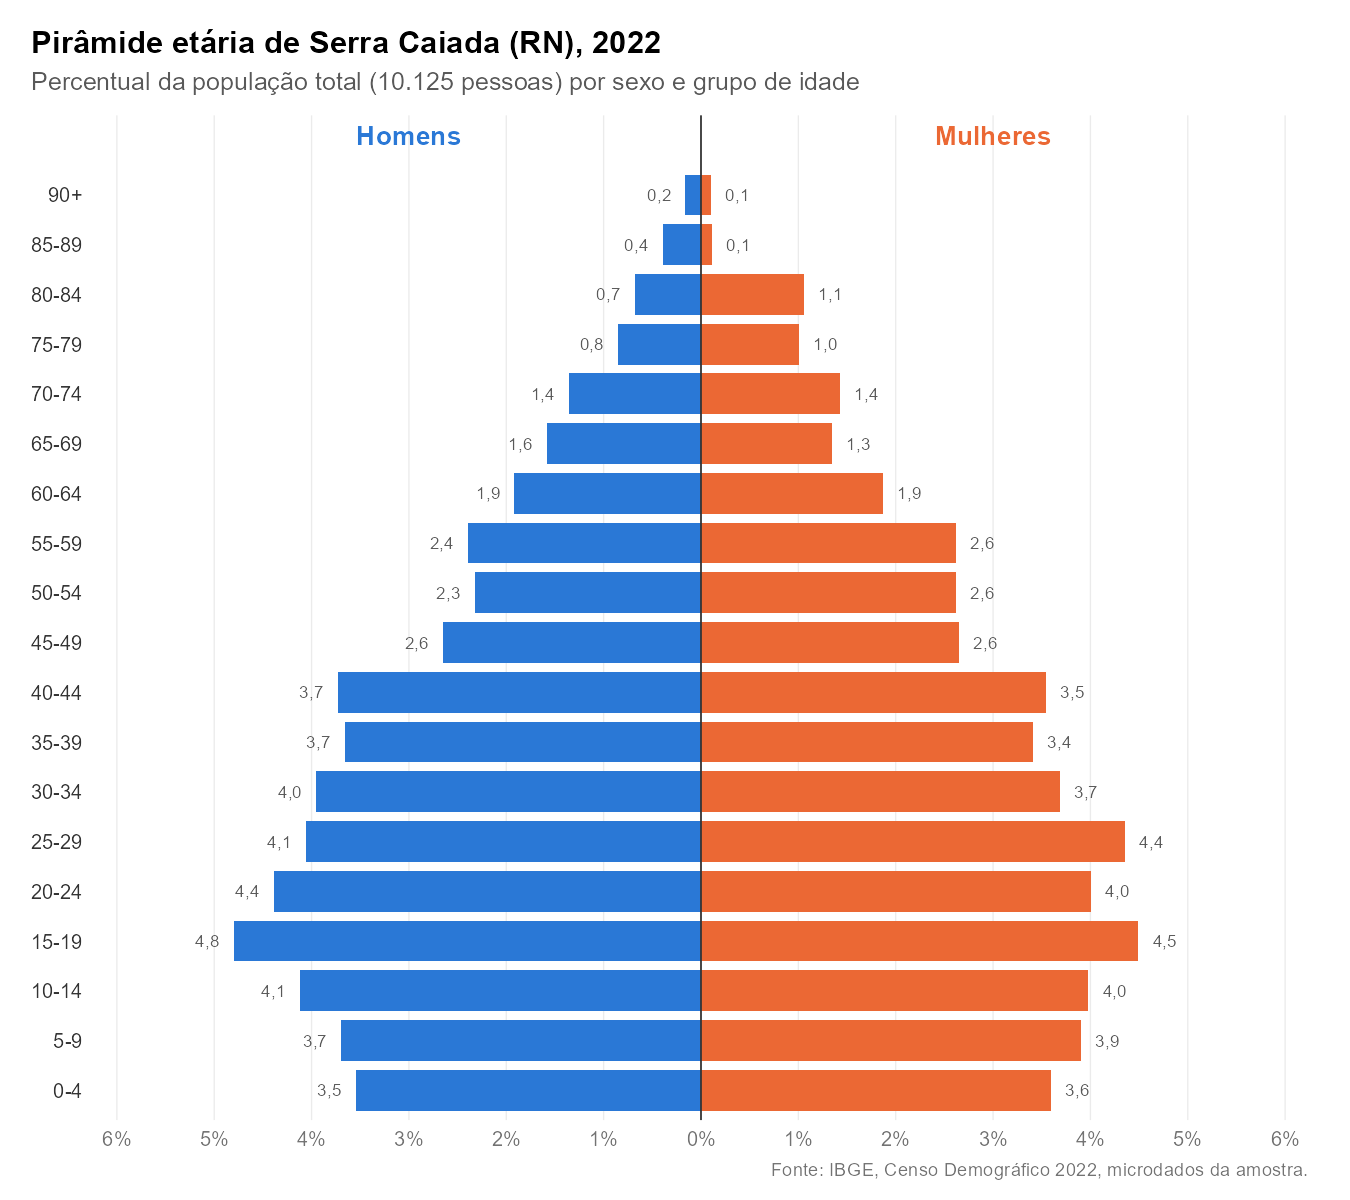 Pirâmide etária de Serra Caiada (RN), 2022
Percentual da população total (10.125 pessoas) por sexo e grupo de idade
Homens Mulheres
90+ 0,2 0,1
85-89 0,4 0,1
80-84 0,7 1,1
75-79 0,8 1,0
70-74 1,4 1,4
65-69 1,6 1,3
60-64 1,9 1,9
55-59 2,4 2,6
50-54 2,3 2,6
45-49 2,6 2,6
40-44 3,7 3,5
35-39 3,7 3,4
30-34 4,0 3,7
25-29 4,1 4,4
20-24 4,4 4,0
15-19 4,8 4,5
10-14 4,1 4,0
5-9 3,7 3,9
0-4 3,5 3,6
6% 5% 4% 3% 2% 1% 0% 1% 2% 3% 4% 5% 6%
Fonte: IBGE, Censo Demográfico 2022, microdados da amostra.